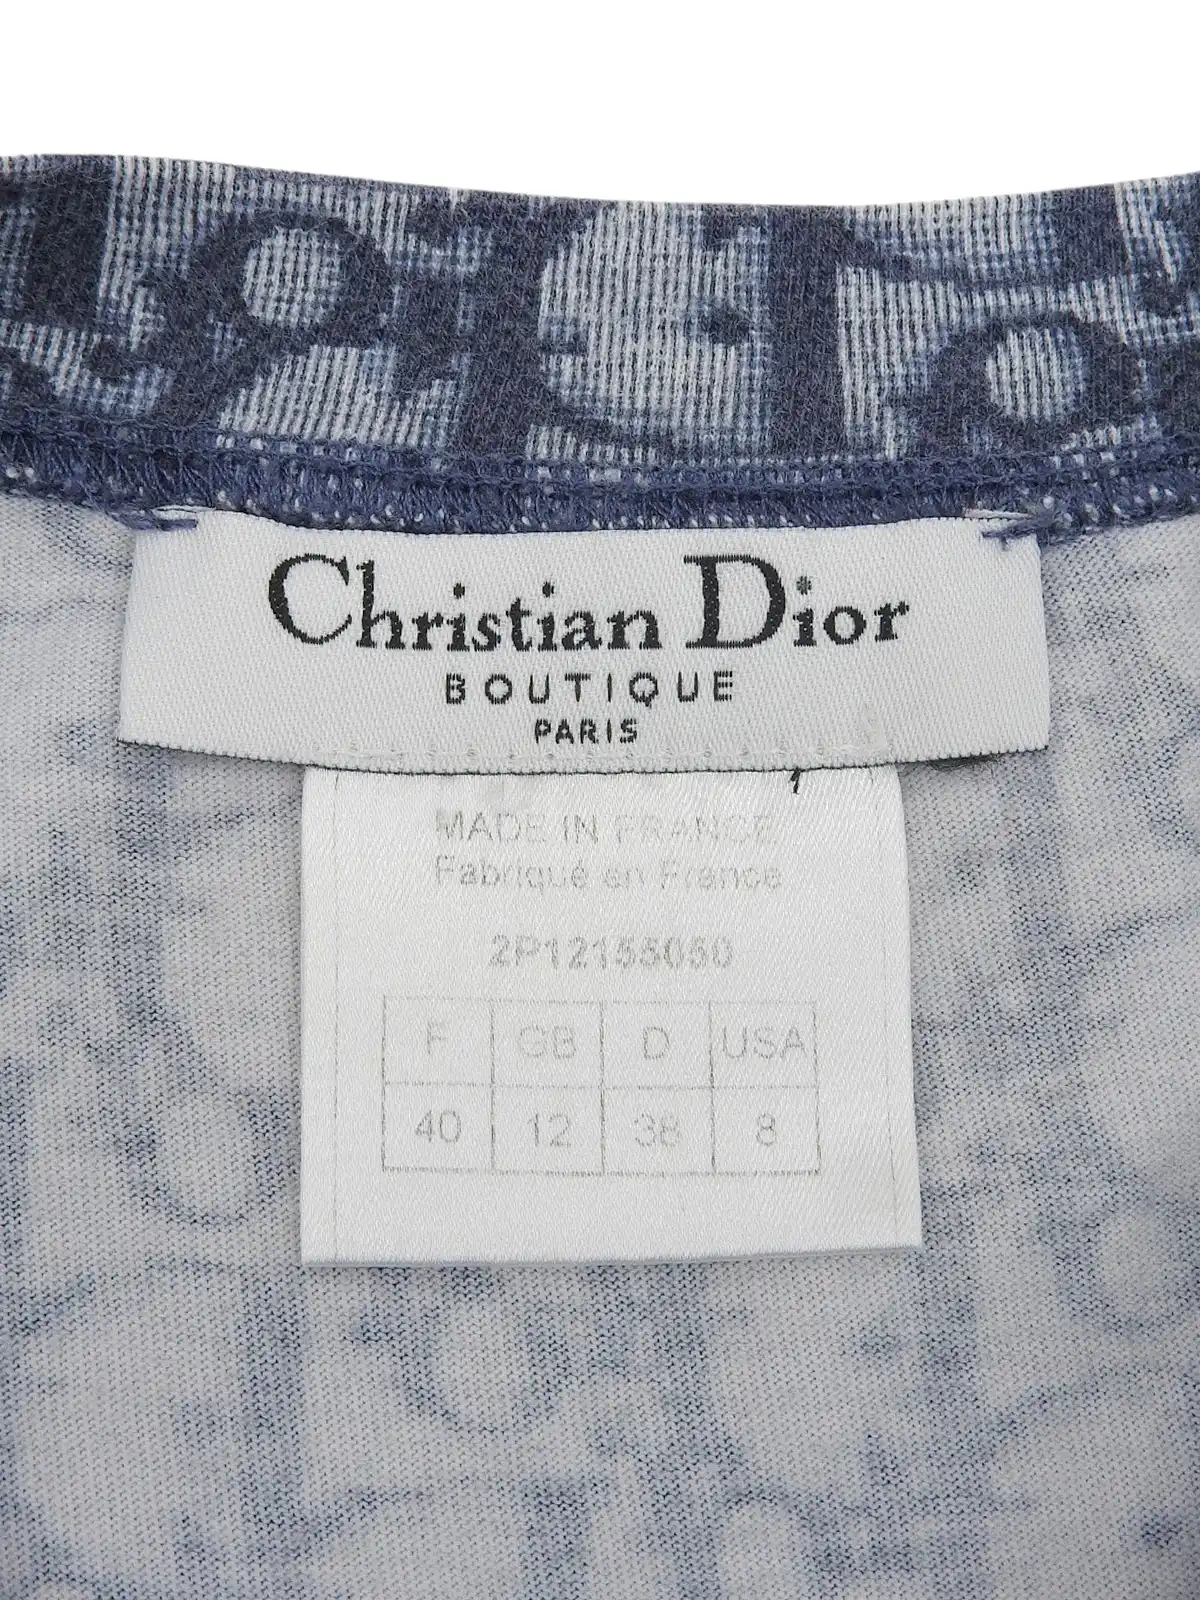 Christian Dior
BOUTIQUE
PARIS
MADE IN FRANCE
Fabriqué en France
2P12155050
F GB D USA
40 12 38 8